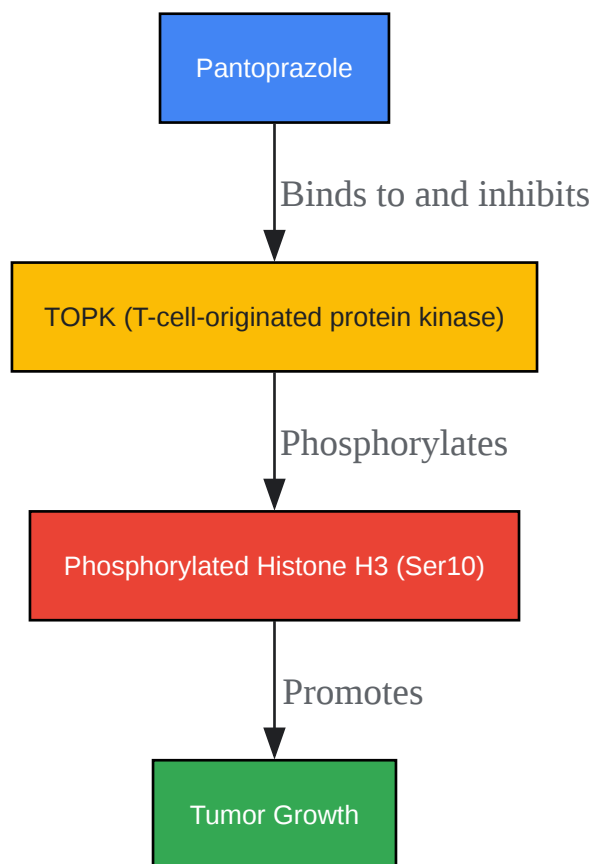 Pantoprazole
Binds to and inhibits
TOPK (T-cell-originated protein kinase)
Phosphorylates
Phosphorylated Histone H3 (Ser10)
Promotes
Tumor Growth